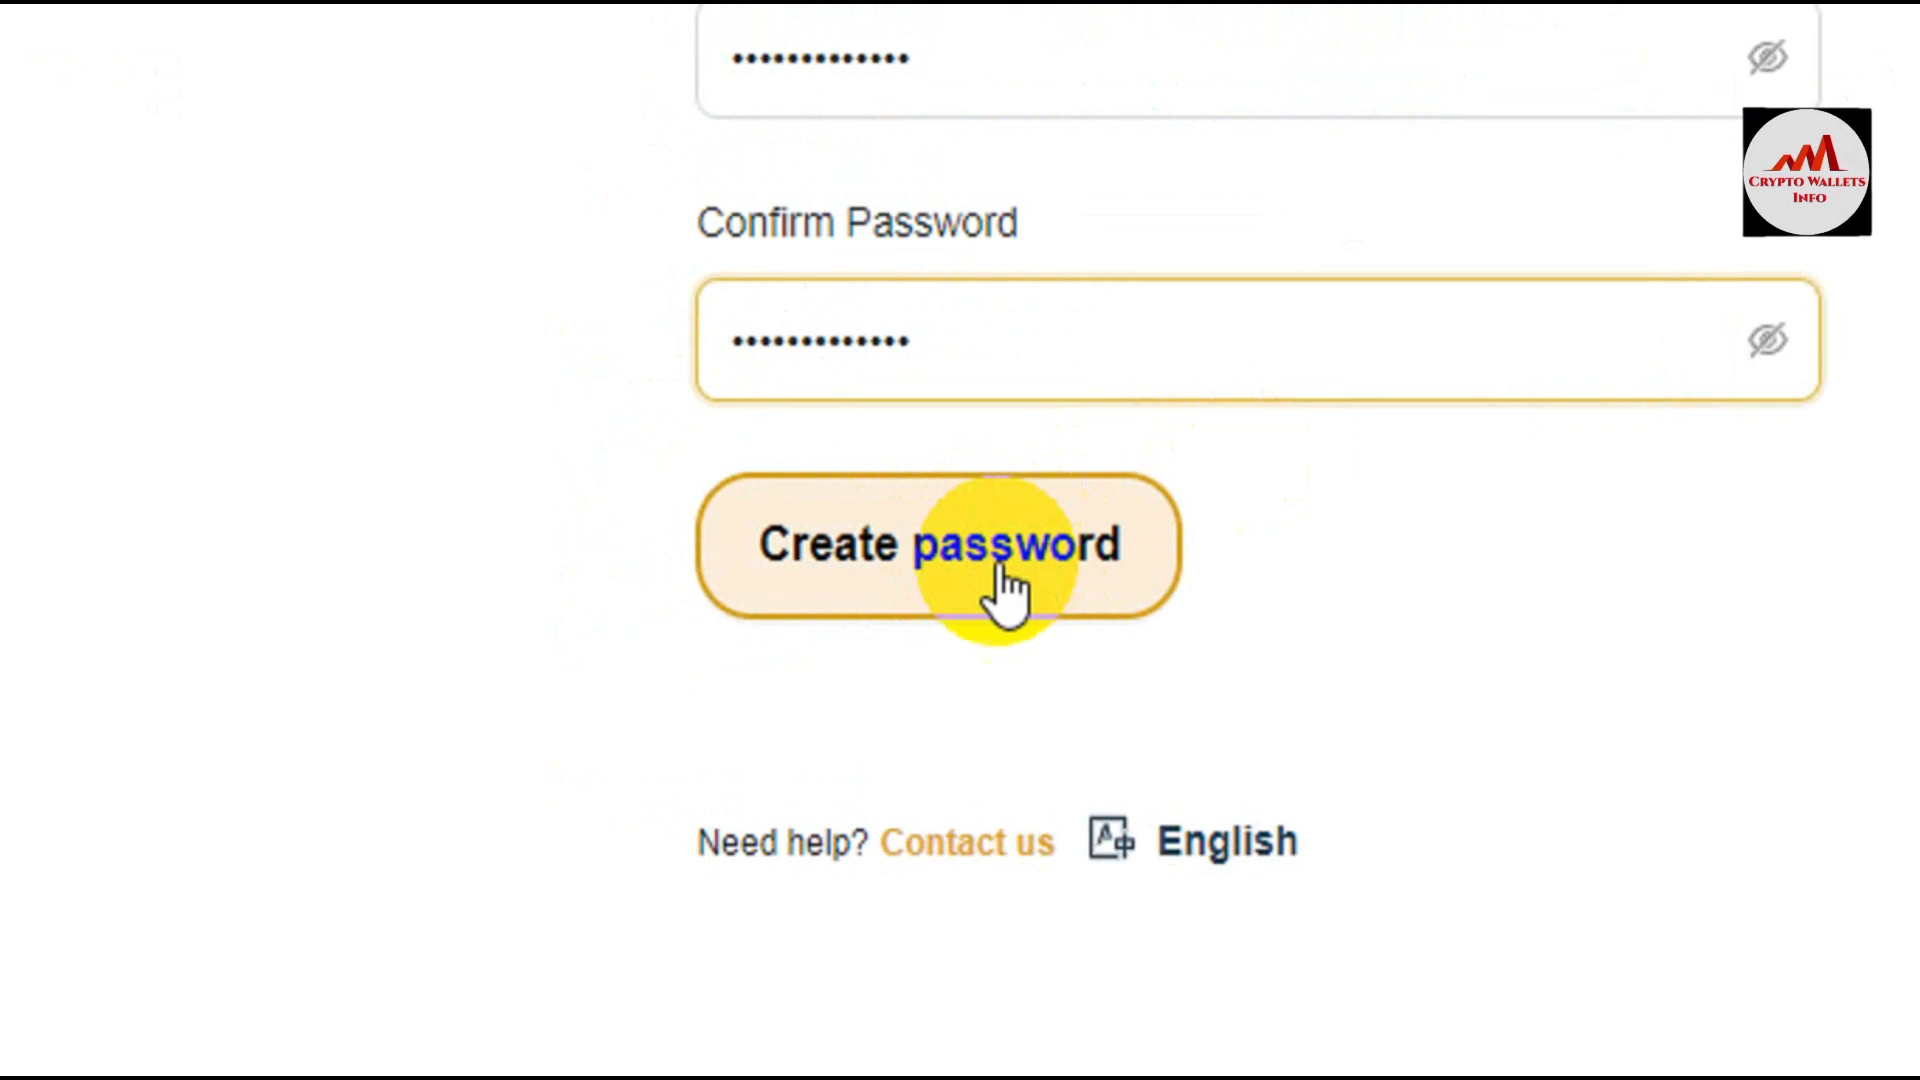 •••••••••••••
CRYPTO WALLETS
INFO
Confirm Password
•••••••••••••
Create password
Need help? Contact us English